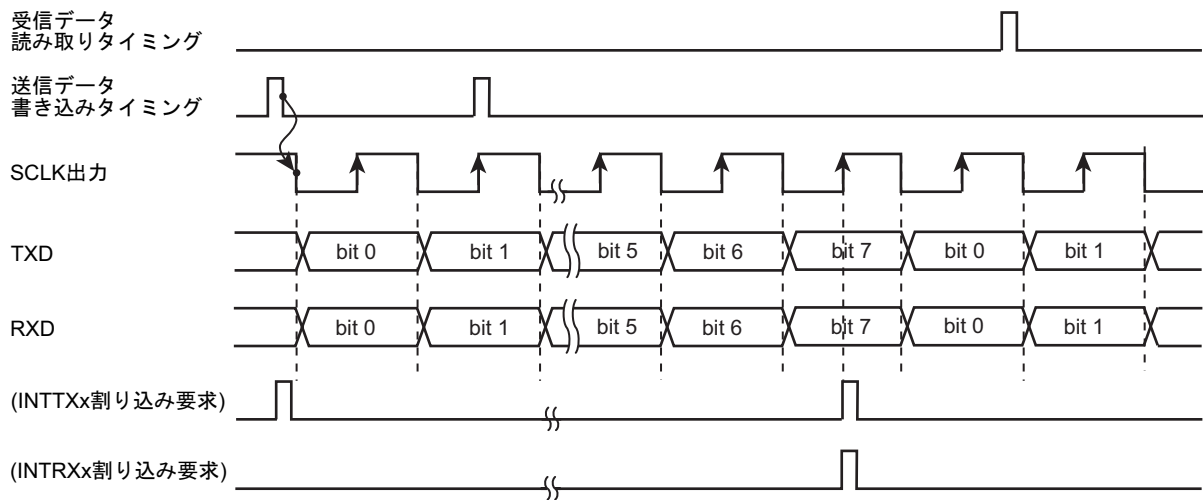 受信データ
読み取りタイミング
送信データ
書き込みタイミング
SCLK出力
TXD
bit 0
bit 1
bit 5
bit 6
bit 7
bit 0
bit 1
RXD
bit 0
bit 1
bit 5
bit 6
bit 7
bit 0
bit 1
(INTTXx割り込み要求)
(INTRXx割り込み要求)